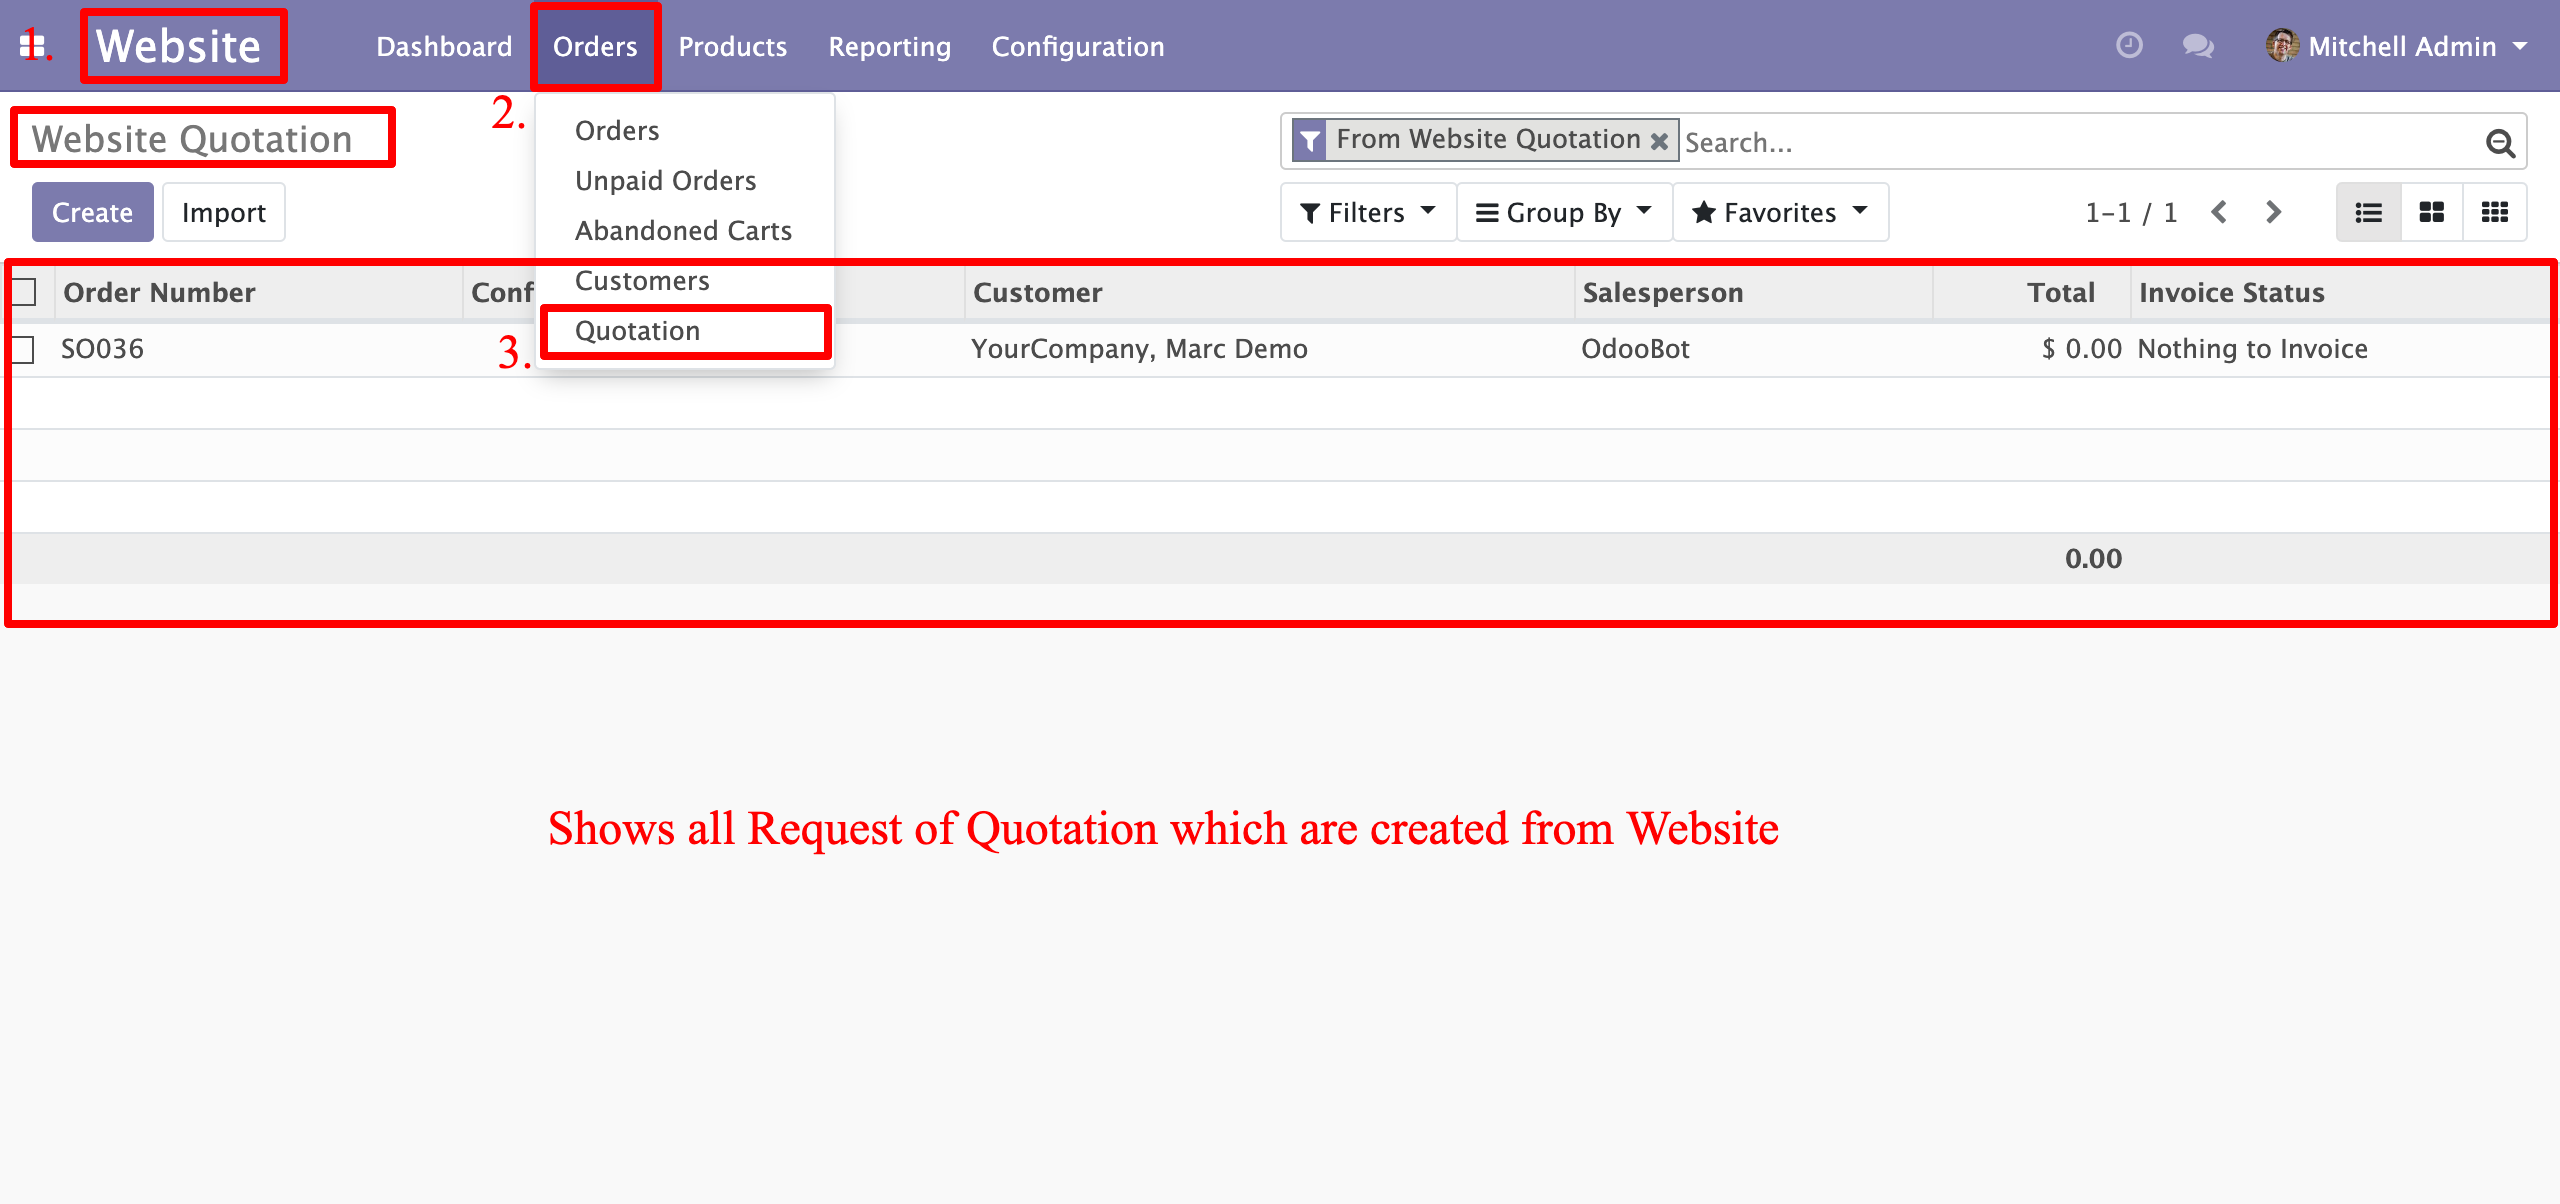 1. Website Dashboard Orders Products Reporting Configuration Mitchell Admin
2.
Website Quotation
From Website Quotation Search...
Create Import
Filters Group By Favorites 1-1 / 1
Orders
Unpaid Orders
Abandoned Carts
Customers
3. Quotation
Order Number Conf Customer Salesperson Total Invoice Status
SO036 YourCompany, Marc Demo OdooBot $ 0.00 Nothing to Invoice
0.00
Shows all Request of Quotation which are created from Website